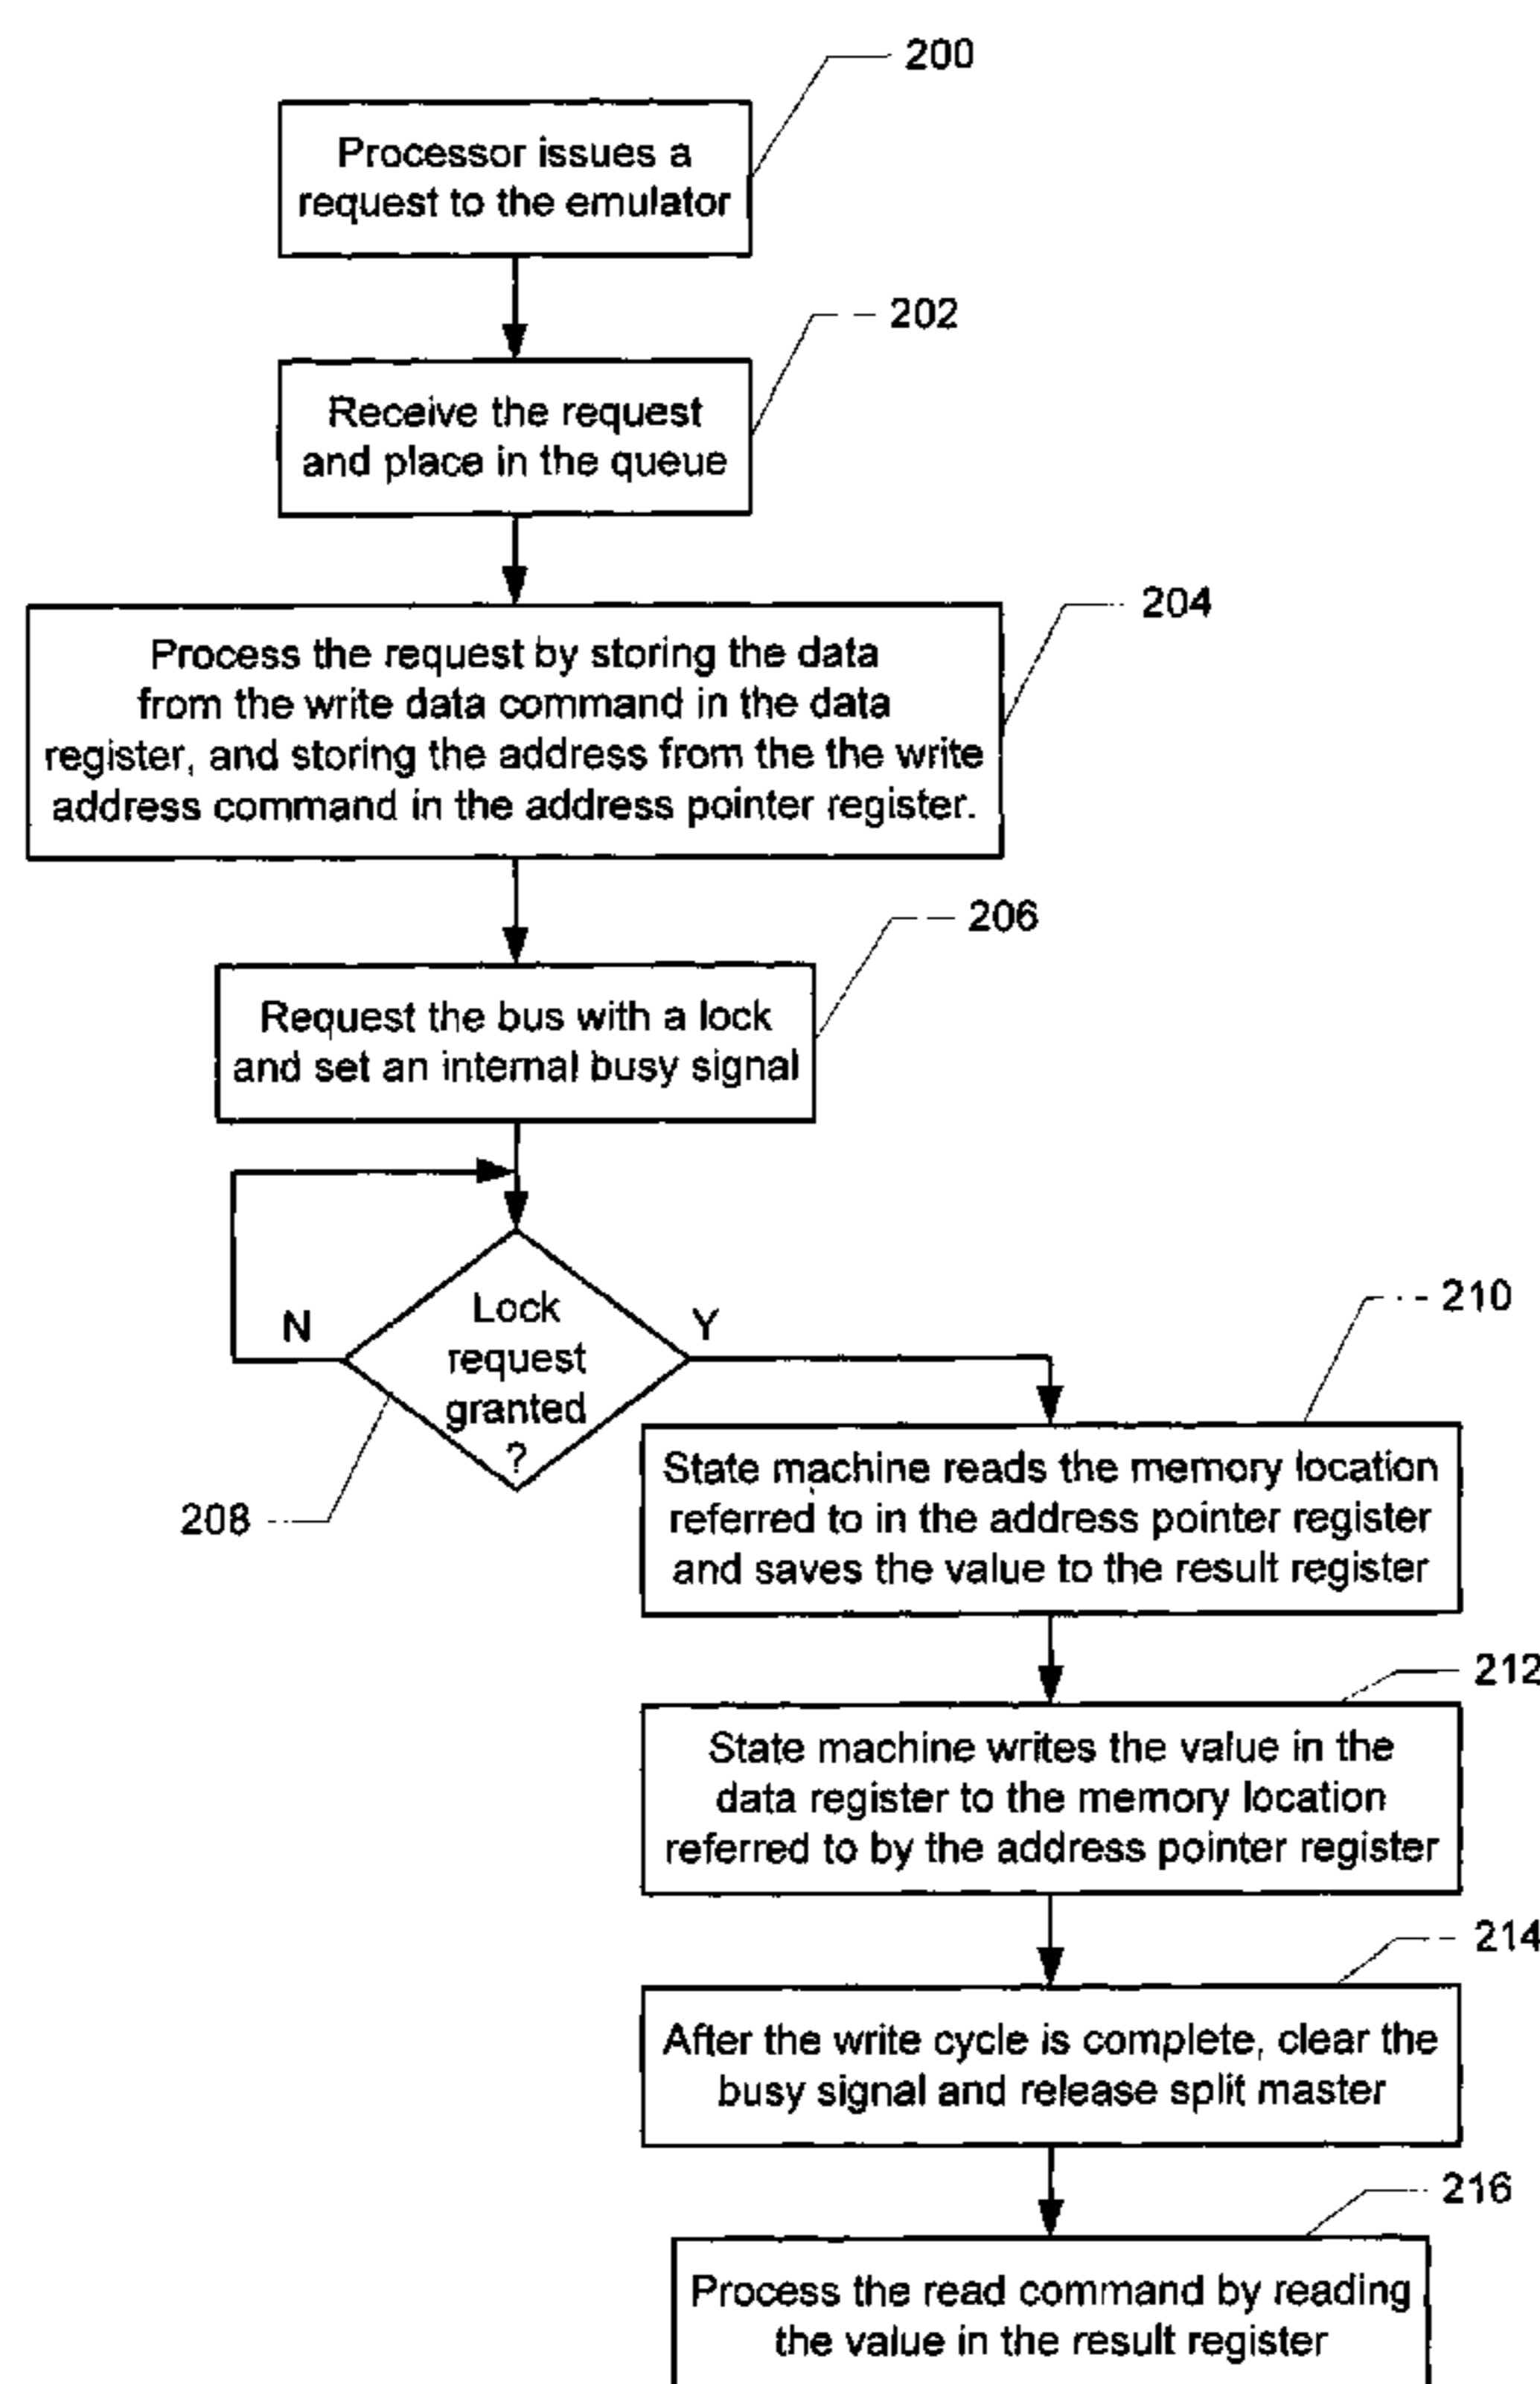 200
Processor issues a
request to the emulator
202
Receive the request
and place in the queue
204
Process the request by storing the data
from the write data command in the data
register, and storing the address from the the write
address command in the address pointer register.
206
Request the bus with a lock
and set an internal busy signal
N
Lock
request
granted
?
Y
208
210
State machine reads the memory location
referred to in the address pointer register
and saves the value to the result register
212
State machine writes the value in the
data register to the memory location
referred to by the address pointer register
214
After the write cycle is complete, clear the
busy signal and release split master
216
Process the read command by reading
the value in the result register